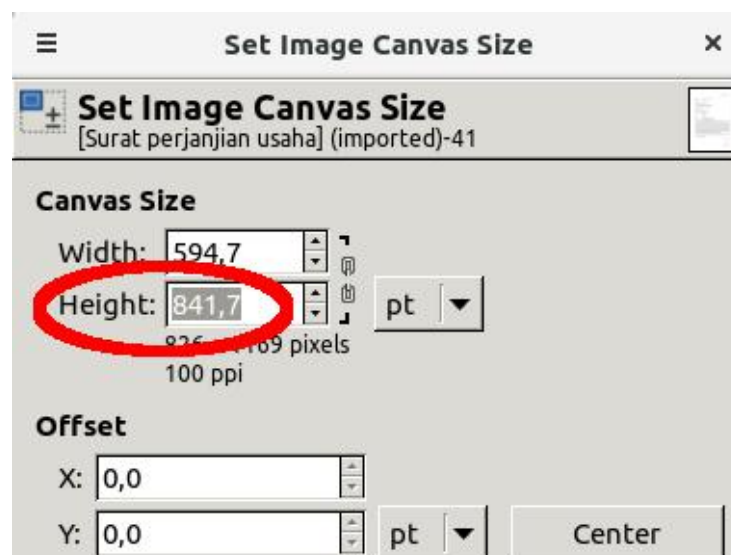 Set Image Canvas Size
Set Image Canvas Size
[Surat perjanjian usaha] (imported)-41
Canvas Size
Width: 594,7
Height: 841,7 pt
pixels
100 ppi
Offset
X: 0,0
Y: 0,0 pt Center